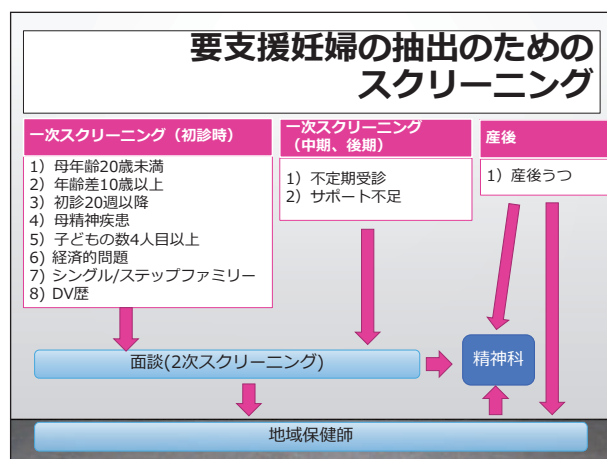 要支援妊婦の抽出のための
スクリーニング
一次スクリーニング（初診時）
1) 母年齢20歳未満
2) 年齢差10歳以上
3) 初診20週以降
4) 母精神疾患
5) 子どもの数4人目以上
6) 経済的問題
7) シングル/ステップファミリー
8) DV歴
一次スクリーニング
（中期、後期）
1) 不定期受診
2) サポート不足
産後
1) 産後うつ
面談(2次スクリーニング)
精神科
地域保健師